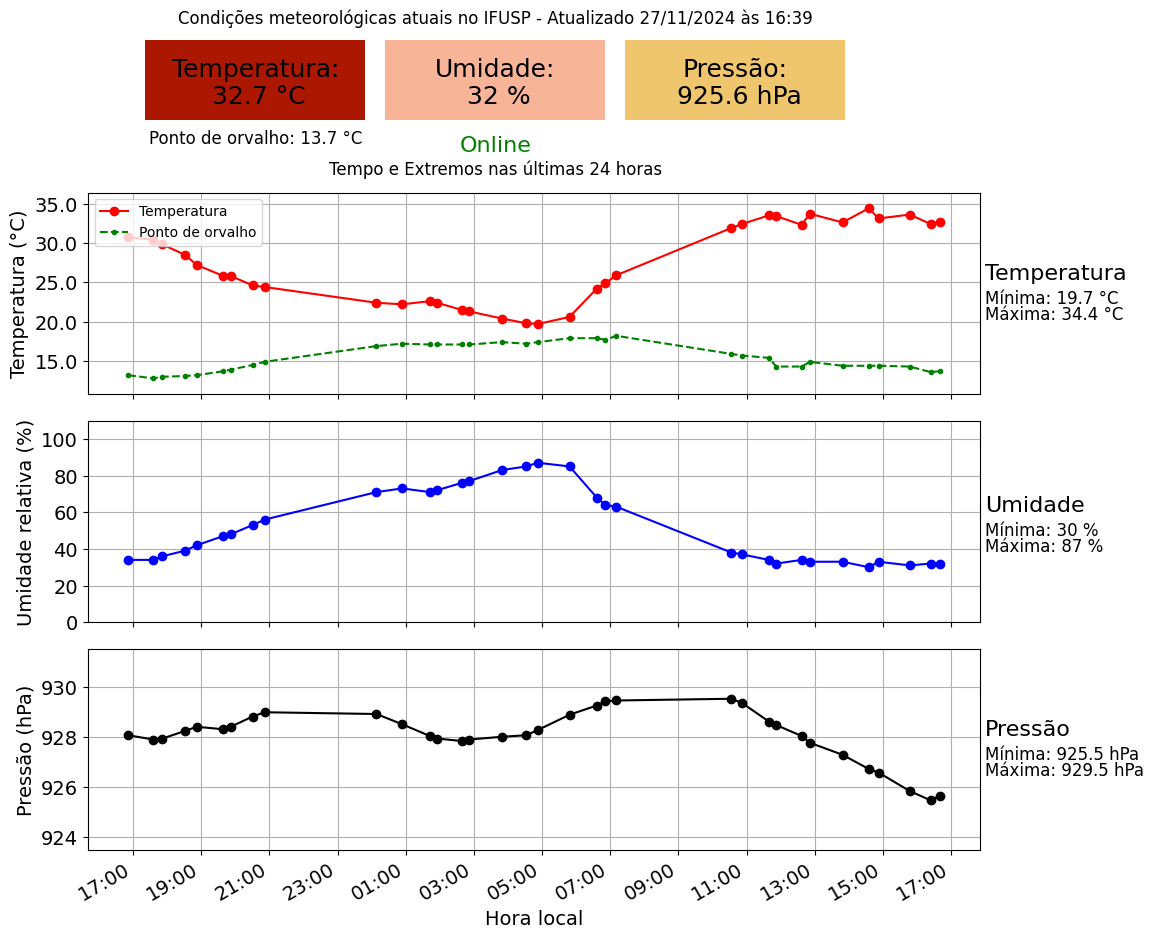 Condições meteorológicas atuais no IFUSP - Atualizado 27/11/2024 às 16:39
Temperatura:
32.7 °C
Umidade:
32 %
Pressão:
925.6 hPa
Ponto de orvalho: 13.7 °C
Online
Tempo e Extremos nas últimas 24 horas
Temperatura (°C)
35.0
30.0
25.0
20.0
15.0
Temperatura
Ponto de orvalho
Temperatura
Mínima: 19.7 °C
Máxima: 34.4 °C
Umidade relativa (%)
100
80
60
40
20
0
Umidade
Mínima: 30 %
Máxima: 87 %
Pressão (hPa)
930
928
926
924
Pressão
Mínima: 925.5 hPa
Máxima: 929.5 hPa
17:00 19:00 21:00 23:00 01:00 03:00 05:00 07:00 09:00 11:00 13:00 15:00 17:00
Hora local